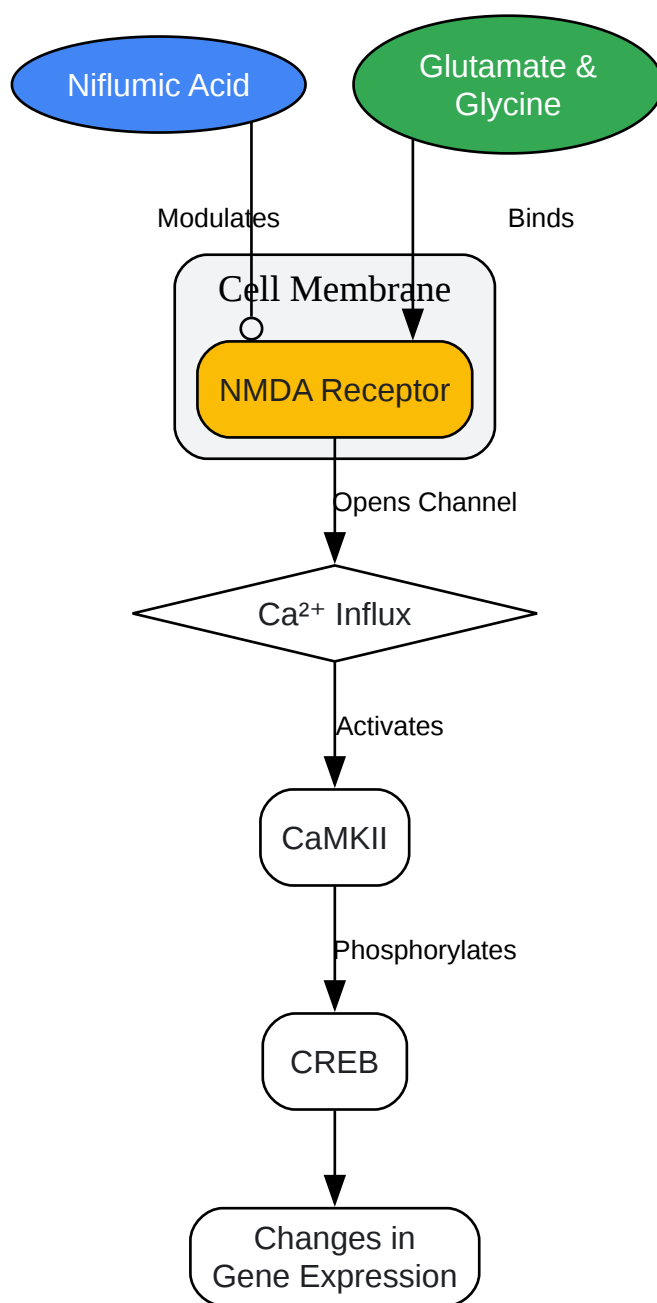 Niflumic Acid
Glutamate &
Glycine
Modulates
Binds
Cell Membrane
NMDA Receptor
Opens Channel
Ca²⁺ Influx
Activates
CaMKII
Phosphorylates
CREB
Changes in
Gene Expression